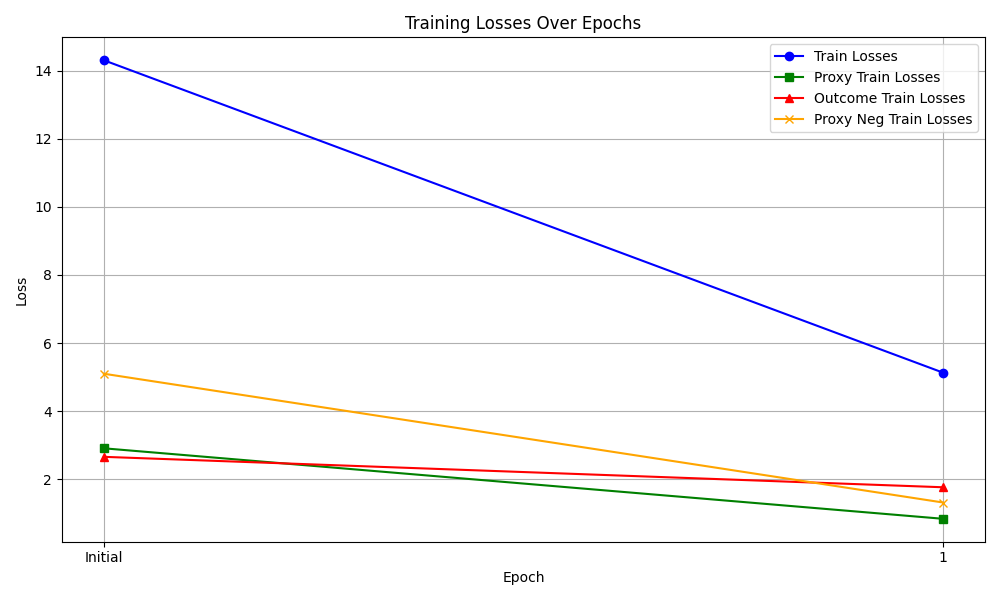 Training Losses Over Epochs
Train Losses
Proxy Train Losses
Outcome Train Losses
Proxy Neg Train Losses
14
12
10
8
6
4
2
Loss
Initial
1
Epoch